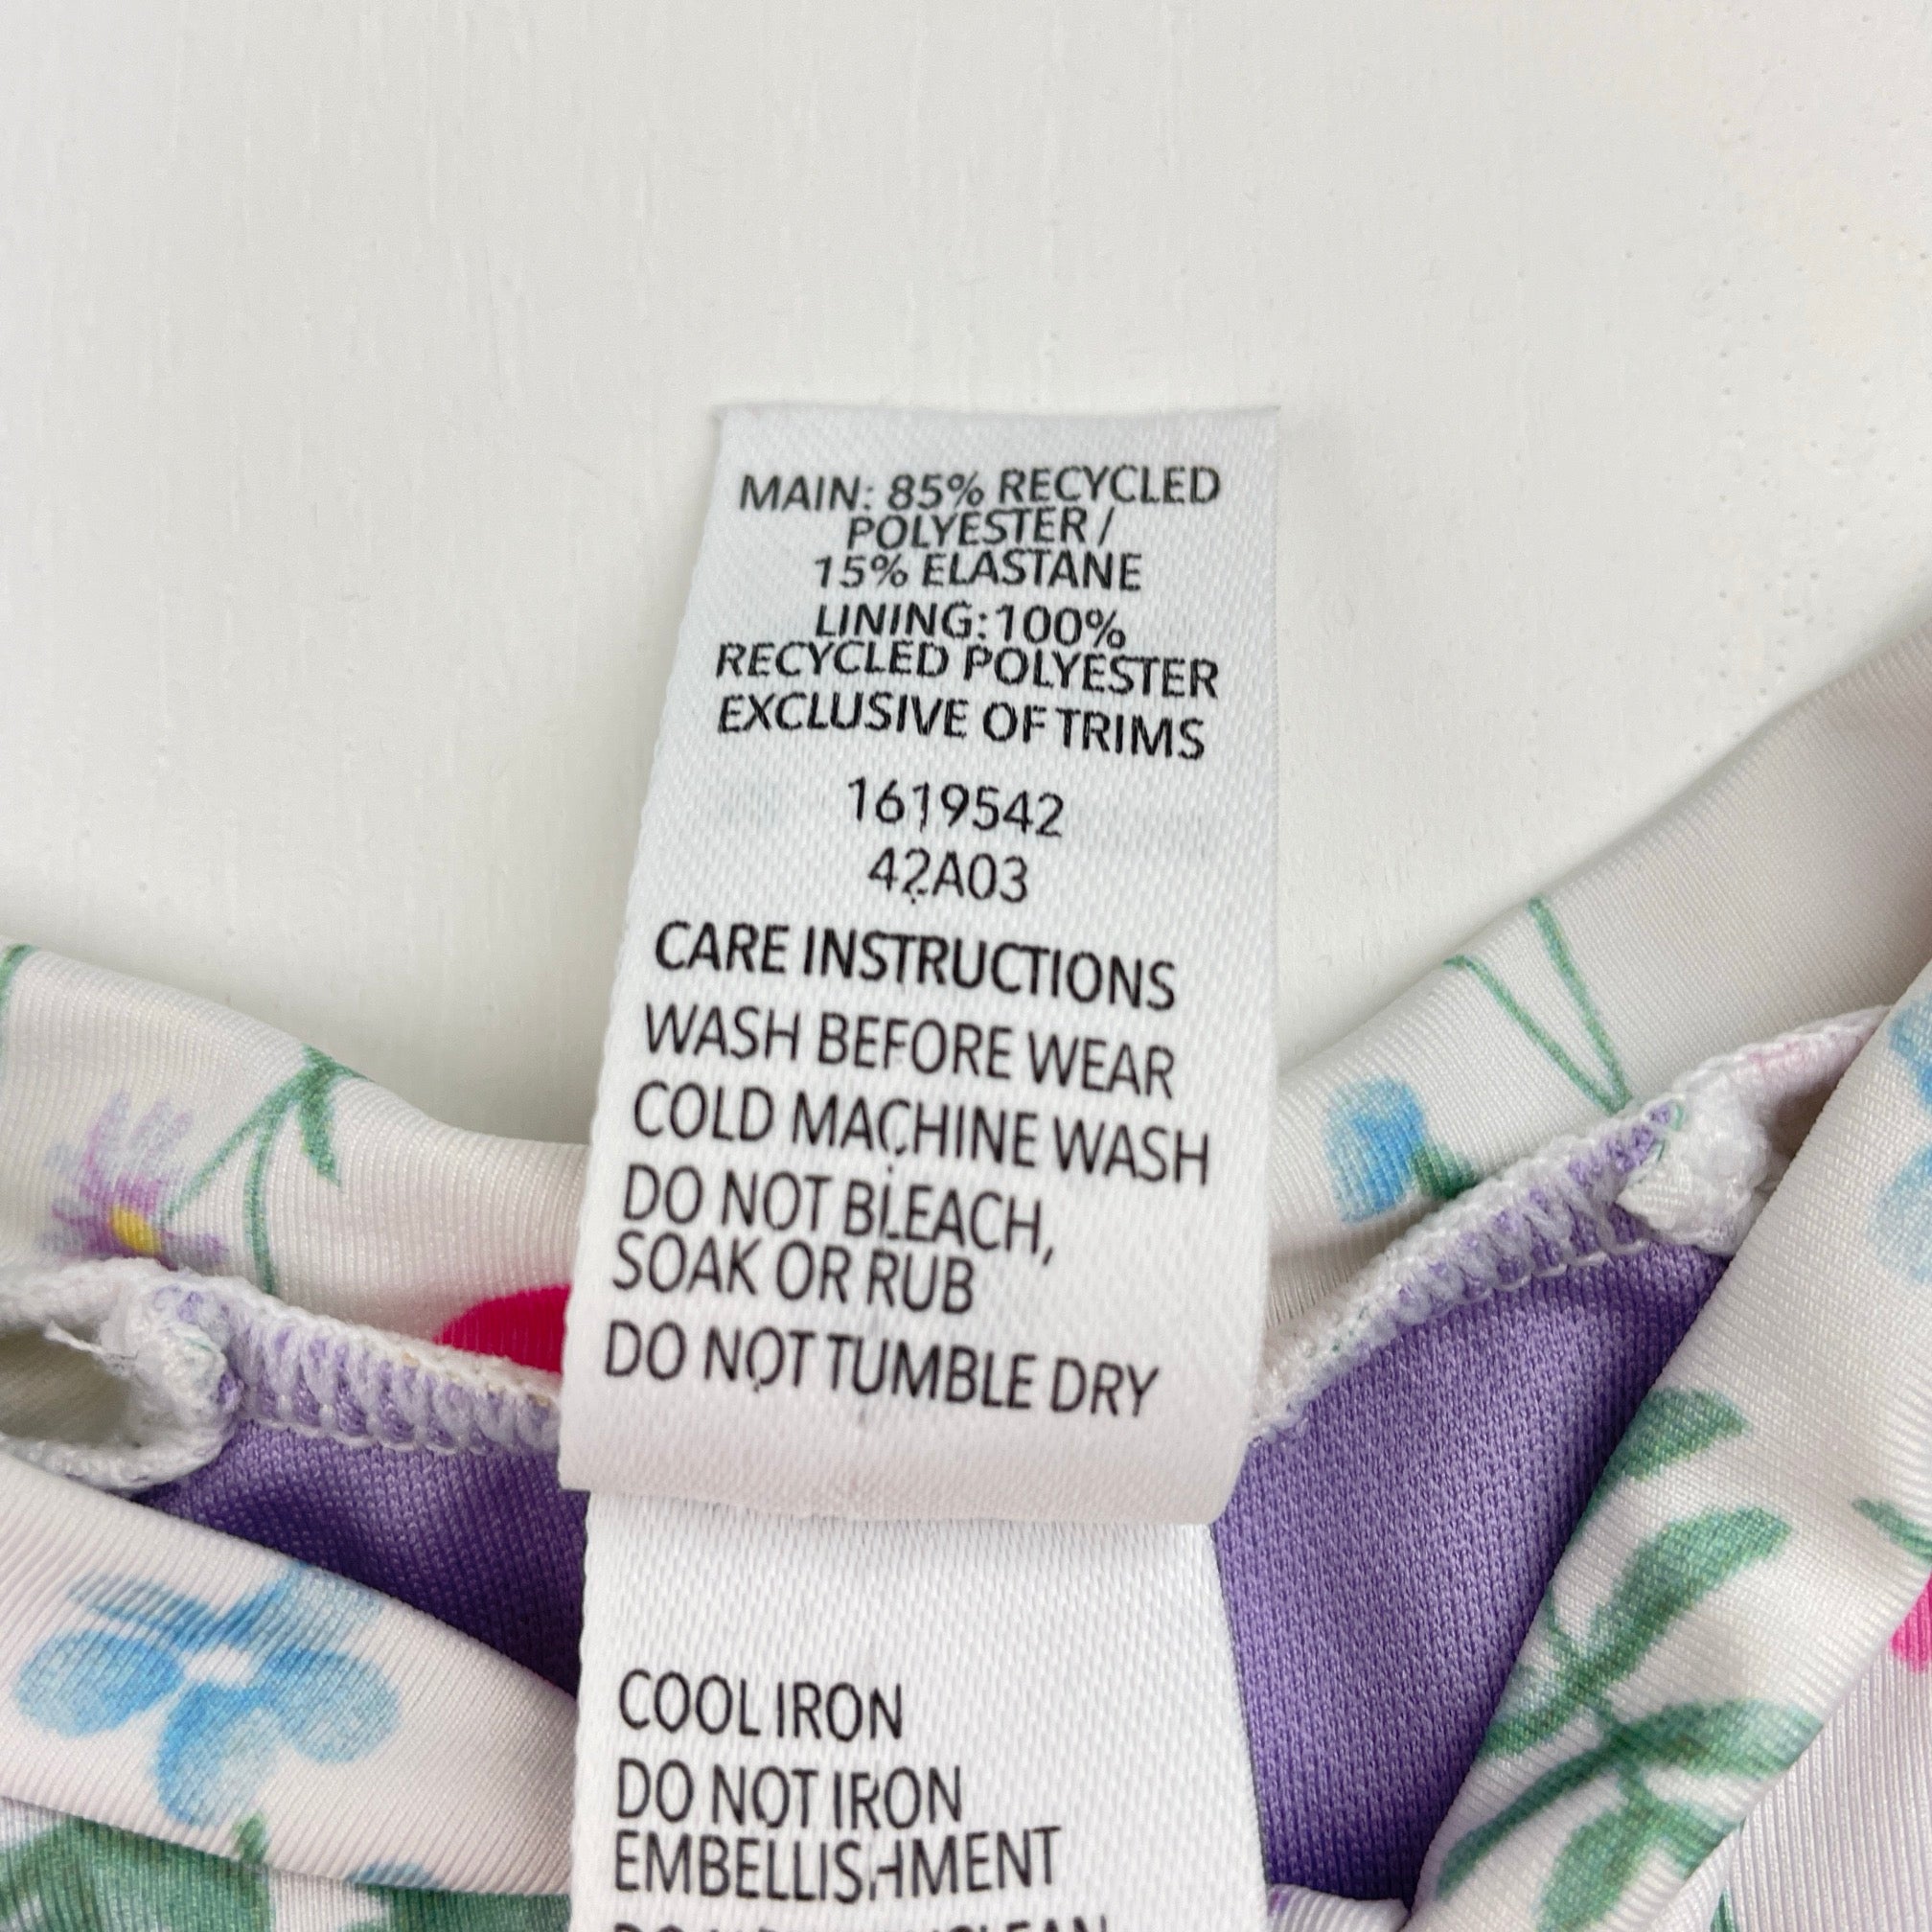 MAIN: 85% RECYCLED
POLYESTER /
15% ELASTANE
LINING:100%
RECYCLED POLYESTER
EXCLUSIVE OF TRIMS
1619542
42A03
CARE INSTRUCTIONS
WASH BEFORE WEAR
COLD MACHINE WASH
DO NOT BLEACH,
SOAK OR RUB
DO NOT TUMBLE DRY
COOL IRON
DO NOT IRON
EMBELLISHMENT